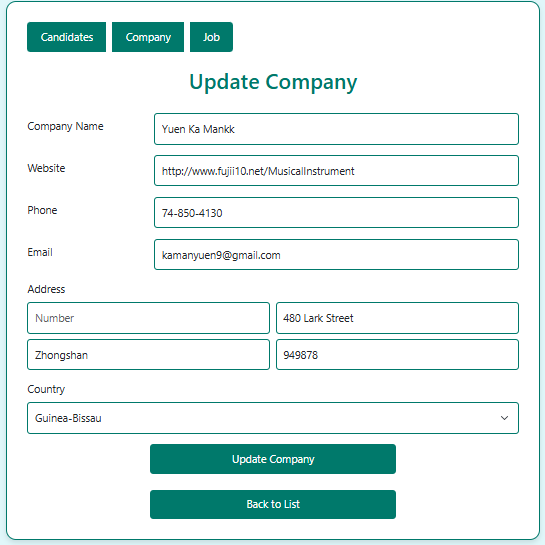 Candidates Company Job
Update Company
Company Name Yuen Ka Mankk
Website http://www.fujii10.net/MusicalInstrument
Phone 74-850-4130
Email kamanyuen9@gmail.com
Address
Number 480 Lark Street
Zhongshan 949878
Country
Guinea-Bissau
Update Company
Back to List